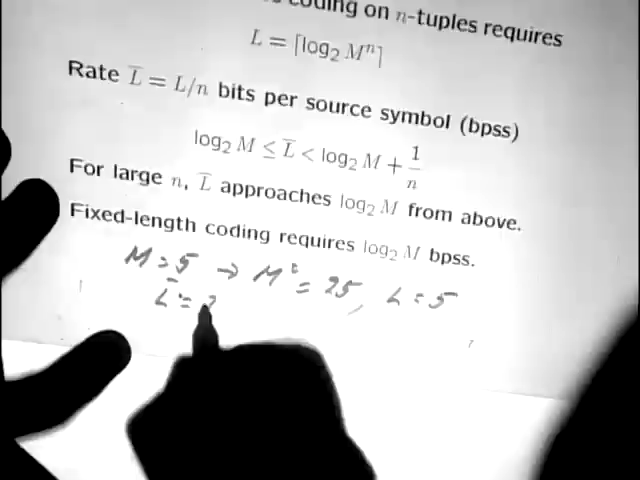 coding on n-tuples requires
L = ⌈log₂ Mⁿ⌉
Rate L̅ = L/n bits per source symbol (bpss)
log₂ M ≤ L̅ < log₂ M + 1/n
For large n, L̅ approaches log₂ M from above.
Fixed-length coding requires log₂ M bpss.
M = 5 → M² = 25, L = 5
L̅ =